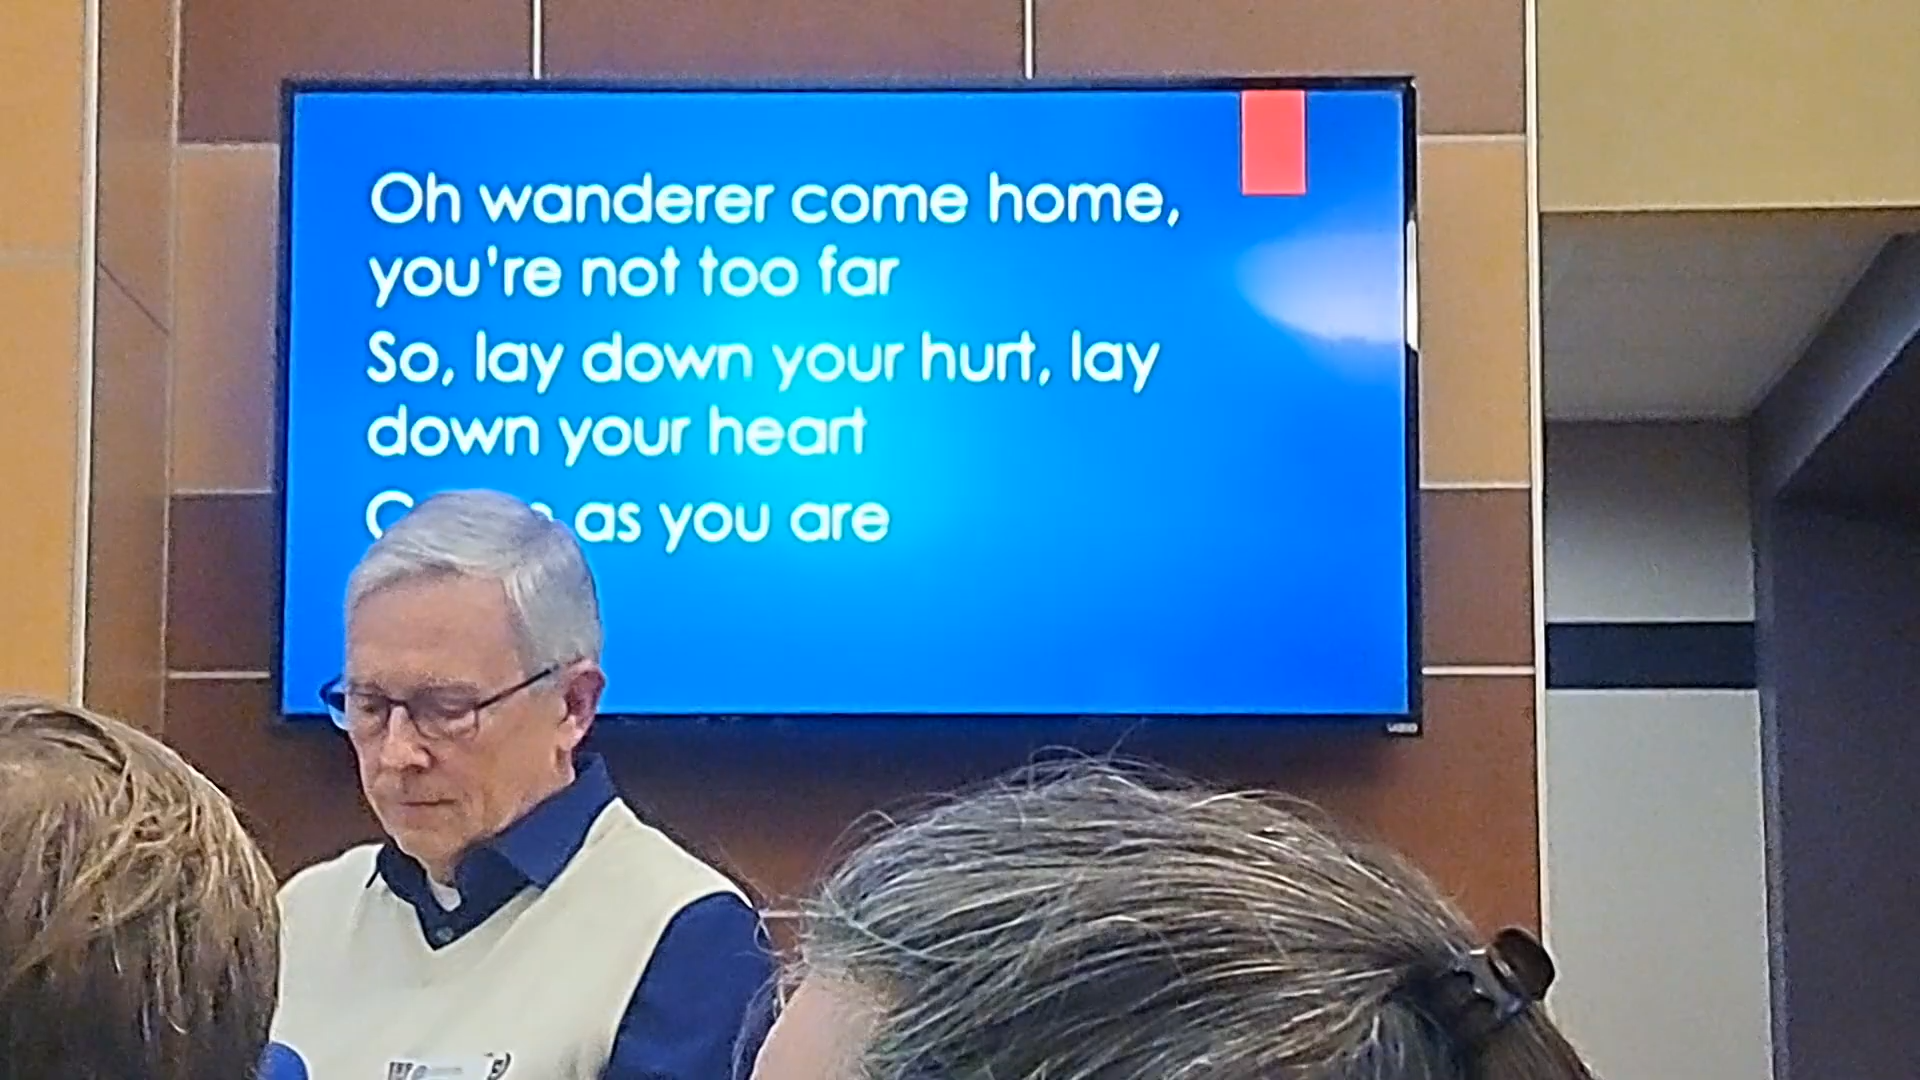 Oh wanderer come home,
you're not too far
So, lay down your hurt, lay
down your heart
as you are
VIZIO